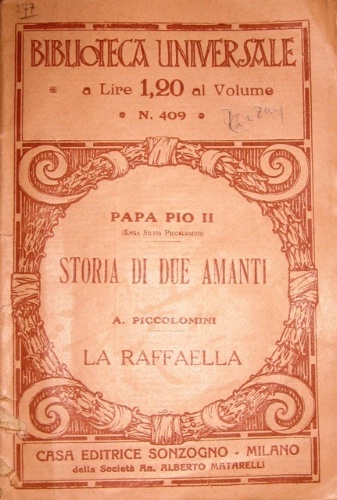 277
BIBLIOTECA UNIVERSALE
a Lire 1,20 al Volume
N. 409
PAPA PIO II
(ENEA SILVIO PICCOLOMINI)
STORIA DI DUE AMANTI
A. PICCOLOMINI
LA RAFFAELLA
CASA EDITRICE SONZOGNO - MILANO
della Società An. ALBERTO MATARELLI